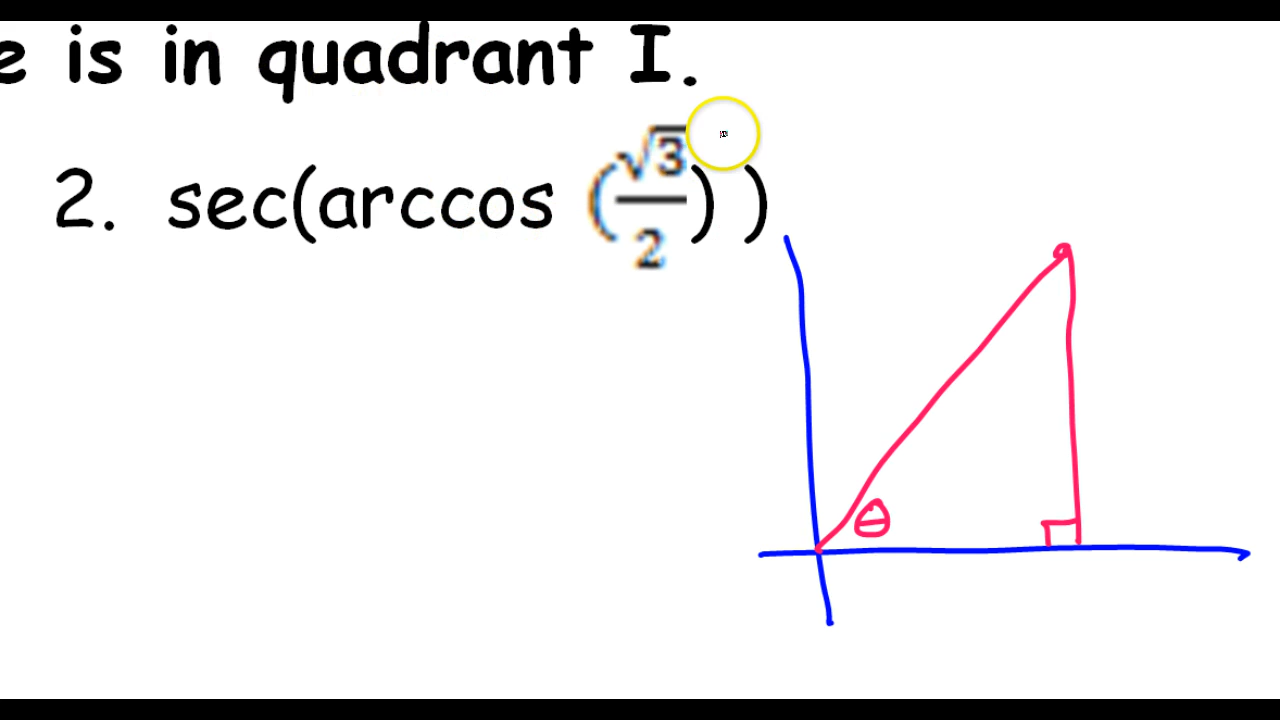 e is in quadrant I.
2. sec(arccos (√3/2) )
θ